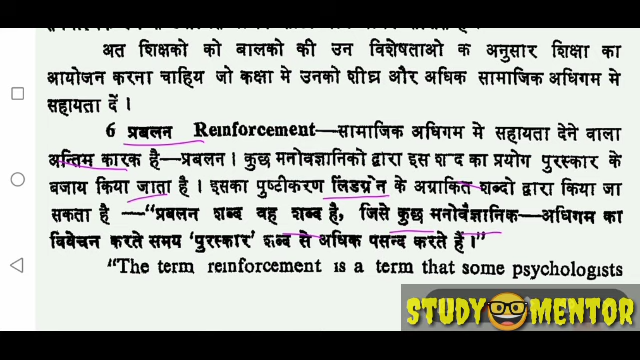 अत शिक्षको को बालको की उन विशेषताओ क अनुसार शिक्षा का
आयोजन करना चाहिय जो कक्षा मे उनको शीघ्र और अधिक सामाजिक अधिगम मे
सहायता दें ।
6 प्रबलन Reinforcement—सामाजिक अधिगम मे सहायता देने वाला
अन्तिम कारक है—प्रबलन । कुछ मनोवज्ञानिको द्वारा इस शब्द का प्रयोग पुरस्कार के
बजाय किया जाता है । इसका पुष्टीकरण लिंडग्रेन के अग्राकित शब्दो द्वारा किया जा
सकता है —“प्रबलन शब्द वह शब्द है, जिसे कुछ मनोवैज्ञानिक—अधिगम का
विवेचन करते समय ‘पुरस्कार’ शब्द से अधिक पसन्द करते हैं ।”
“The term reinforcement is a term that some psychologists
STUDY MENTOR